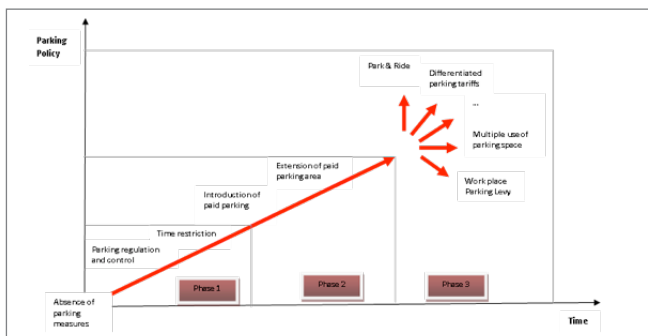 Parking
Policy
Park & Ride
Differentiated
parking tariffs
...
Multiple use of
parking space
Extension of paid
parking area
Work place
Parking Levy
Introduction of
paid parking
Time restriction
Parking regulation
and control
Phase 1
Phase 2
Phase 3
Absence of
parking
measures
Time